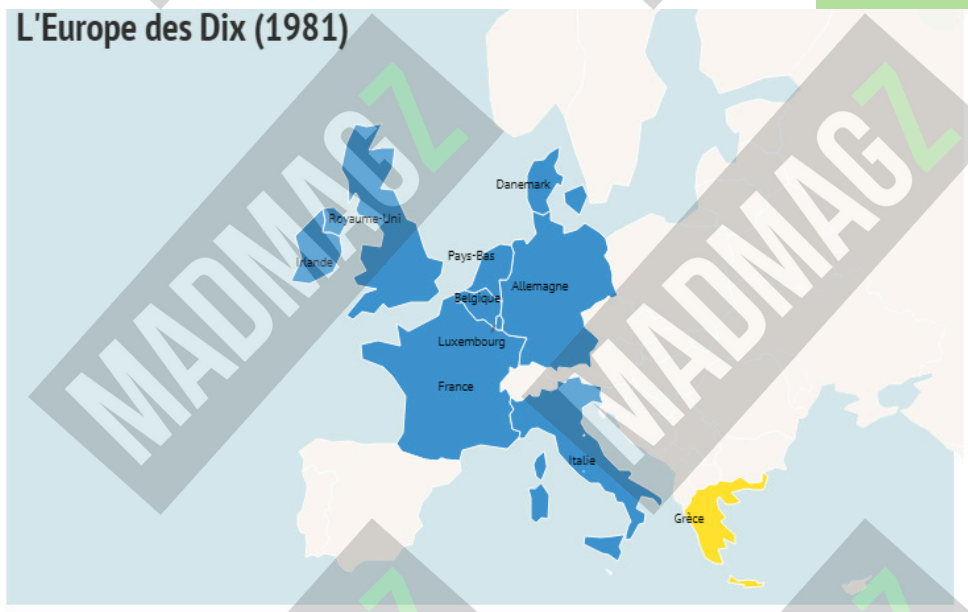 L'Europe des Dix (1981)
Danemark
Royaume-Uni
Pays-Bas
Irlande
Allemagne
Belgique
Luxembourg
France
Italie
Grèce
MADMAGZ
MADMAGZ